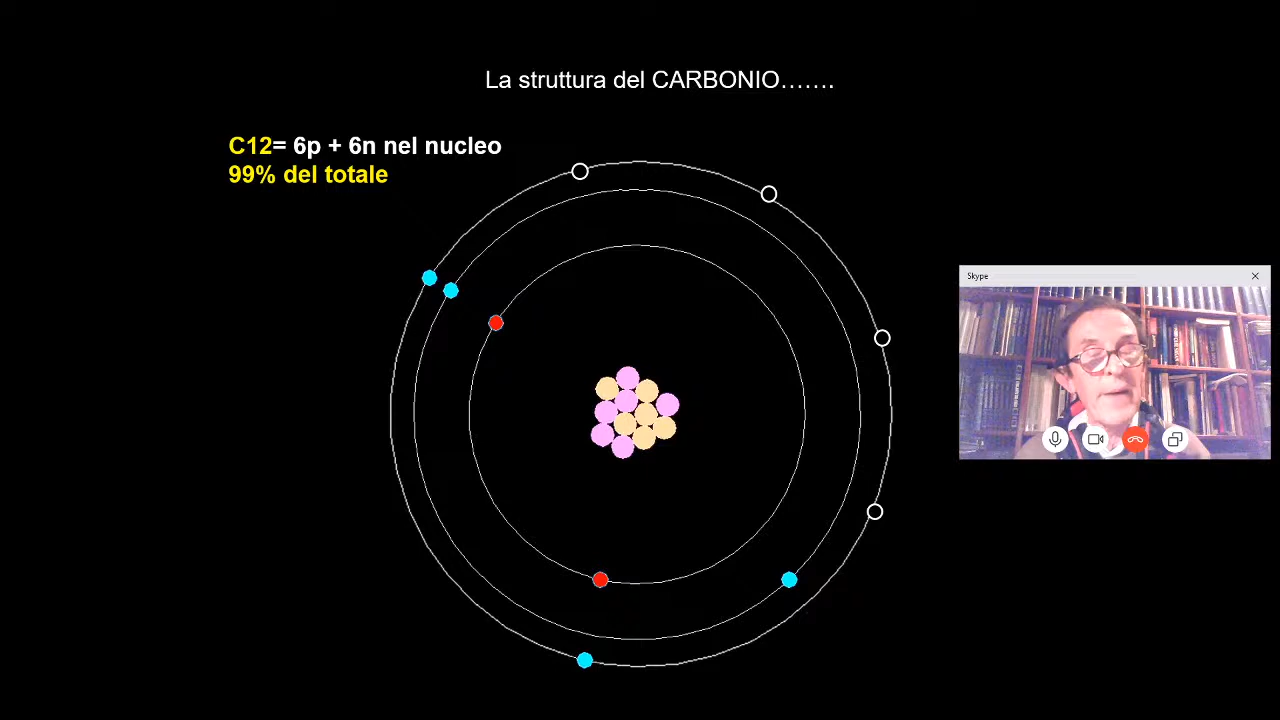 La struttura del CARBONIO…….
C12= 6p + 6n nel nucleo
99% del totale
Skype